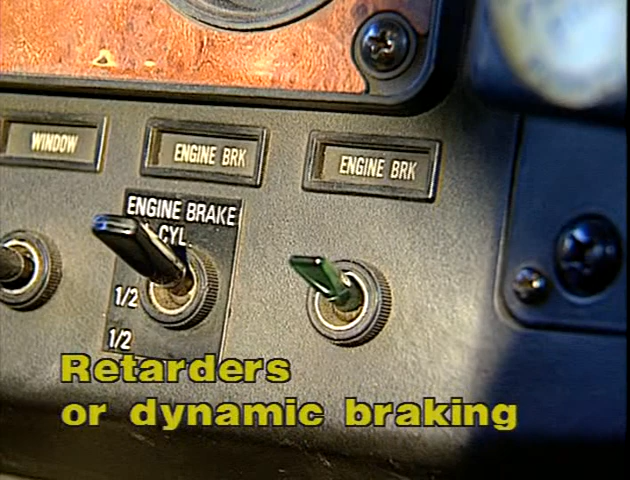 WINDOW
ENGINE BRK
ENGINE BRK
ENGINE BRAKE
CYL.
1/2
1/2
Retarders
or dynamic braking